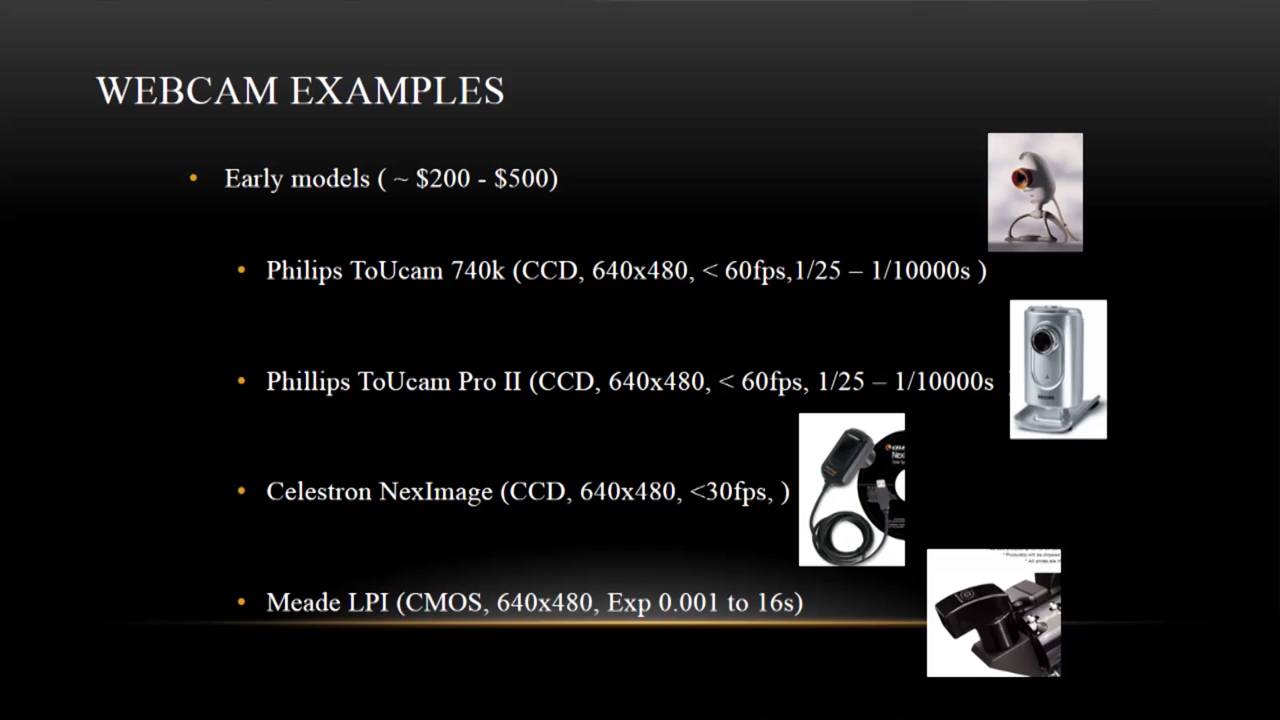 WEBCAM EXAMPLES
• Early models ( ~ $200 - $500)
• Philips ToUcam 740k (CCD, 640x480, < 60fps,1/25 – 1/10000s )
• Phillips ToUcam Pro II (CCD, 640x480, < 60fps, 1/25 – 1/10000s
• Celestron NexImage (CCD, 640x480, <30fps, )
• Meade LPI (CMOS, 640x480, Exp 0.001 to 16s)